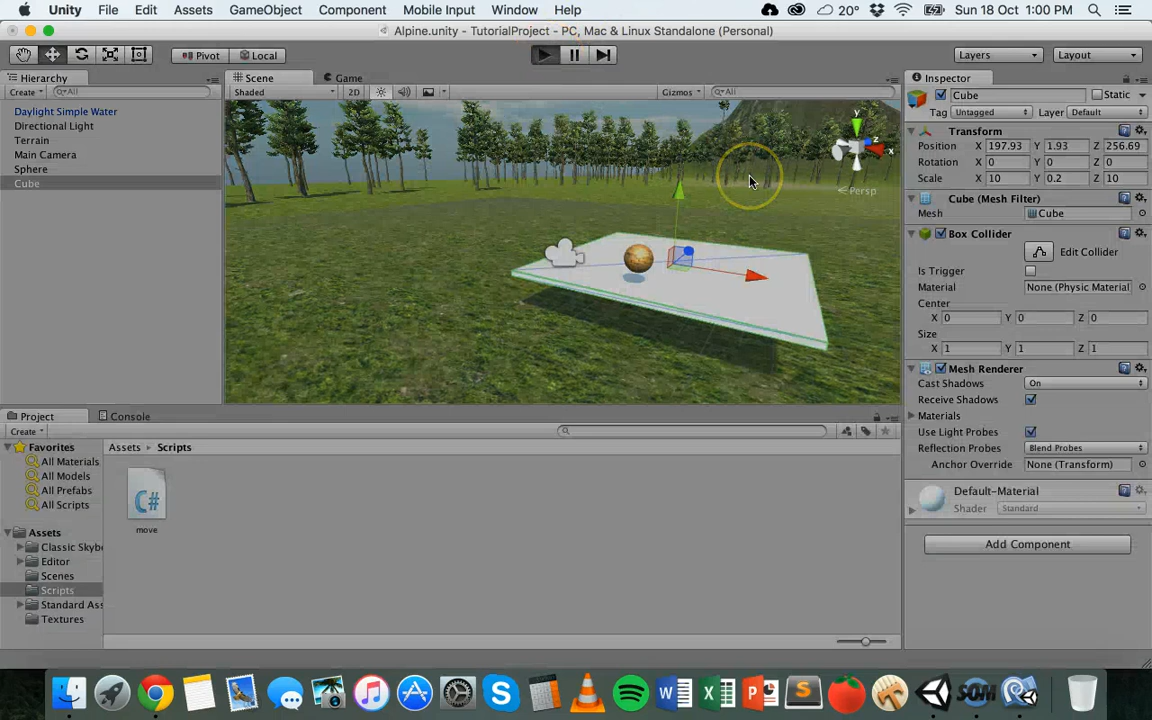 Unity File Edit Assets GameObject Component Mobile Input Window Help 20° Sun 18 Oct 1:00 PM
Alpine.unity - TutorialProject - PC, Mac & Linux Standalone (Personal)
Pivot Local Layers Layout
Hierarchy Scene Game Inspector
Create All Shaded 2D Gizmos All Cube Static
Tag Untagged Layer Default
Daylight Simple Water
Directional Light
Terrain
Main Camera
Sphere
Cube
y
z
x
Persp
Transform
Position X 197.93 Y 1.93 Z 256.69
Rotation X 0 Y 0 Z 0
Scale X 10 Y 0.2 Z 10
Cube (Mesh Filter)
Mesh Cube
Box Collider
Edit Collider
Is Trigger
Material None (Physic Material
Center
X 0 Y 0 Z 0
Size
X 1 Y 1 Z 1
Mesh Renderer
Cast Shadows On
Receive Shadows
Materials
Use Light Probes
Reflection Probes Blend Probes
Anchor Override None (Transform)
Default-Material
Shader Standard
Add Component
Project Console
Create
Favorites
All Materials
All Models
All Prefabs
All Scripts
Assets
Classic Skyb
Editor
Scenes
Scripts
Standard Ass
Textures
Assets Scripts
C#
move
SOM